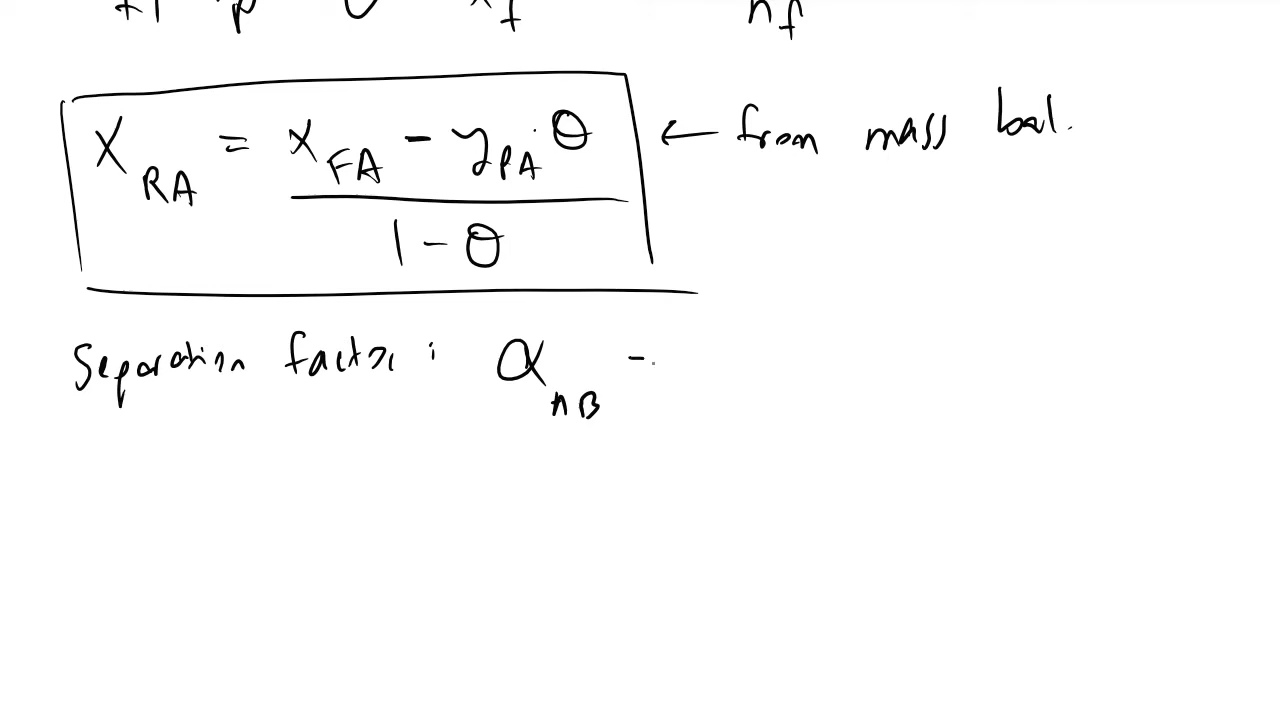 X_RA = (x_FA - y_PA · θ) / (1 - θ) ← from mass bal.
Separation factor : α_AB -